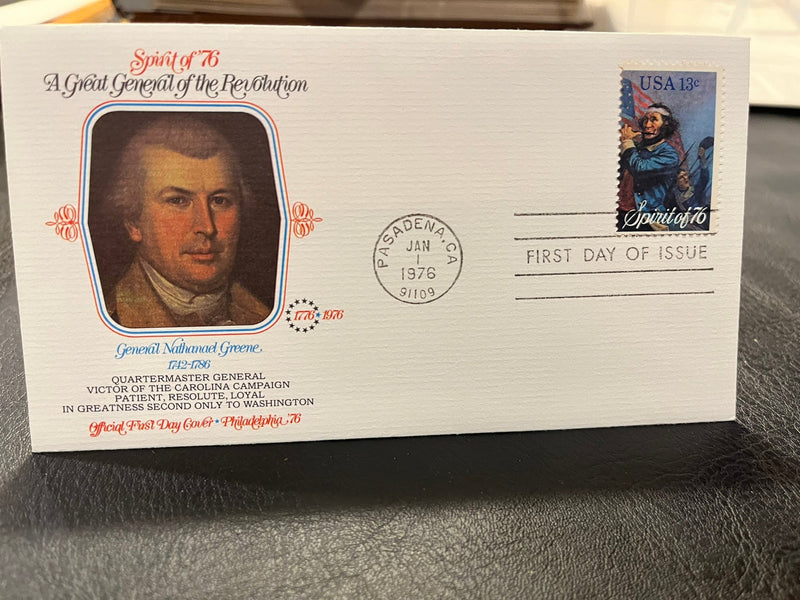 Spirit of '76
A Great General of the Revolution
1776★1976
General Nathanael Greene
1742-1786
QUARTERMASTER GENERAL
VICTOR OF THE CAROLINA CAMPAIGN
PATIENT, RESOLUTE, LOYAL
IN GREATNESS SECOND ONLY TO WASHINGTON
Official First Day Cover ★ Philadelphia '76
PASADENA, CA
JAN
1
1976
91109
USA 13c
Spirit of 76
FIRST DAY OF ISSUE